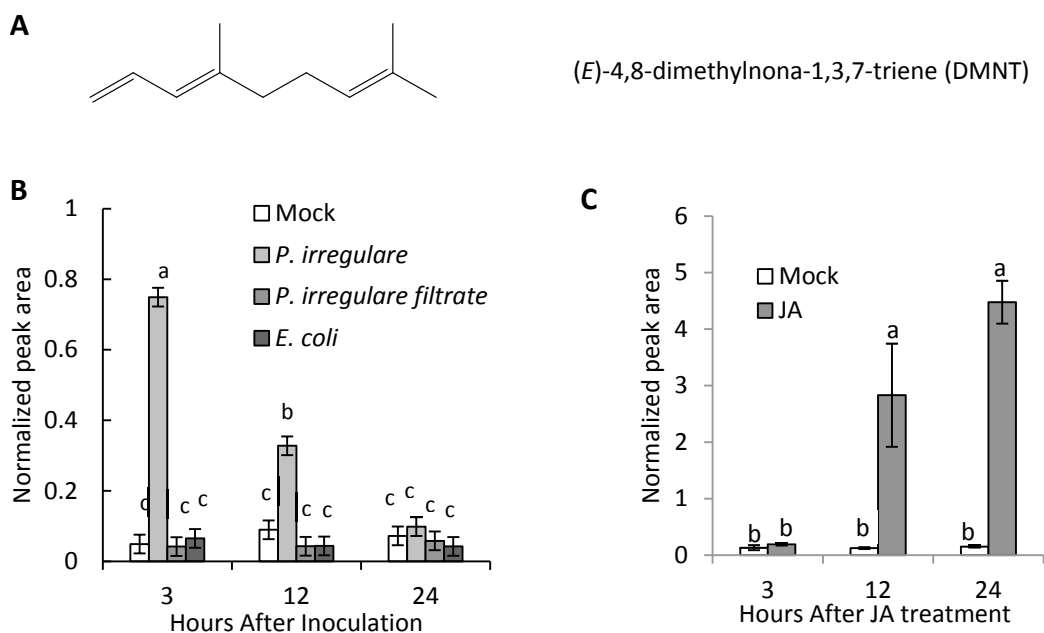 A
(E)-4,8-dimethylnona-1,3,7-triene (DMNT)
B
1
0.8
0.6
0.4
0.2
0
Normalized peak area
Mock
P. irregulare
P. irregulare filtrate
E. coli
a
c
c
c
b
c
c
c
c
c
c
c
3
12
24
Hours After Inoculation
C
6
5
4
3
2
1
0
Normalized peak area
Mock
JA
b
b
a
b
a
b
3
12
24
Hours After JA treatment